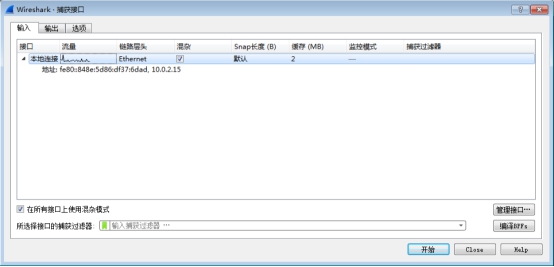 Wireshark · 捕获接口
输入 输出 选项
接口 流量 链路层头 混杂 Snap长度 (B) 缓存 (MB) 监控模式 捕获过滤器
本地连接 Ethernet 默认 2 —
地址: fe80::848e:5d86:df37:6dad, 10.0.2.15
在所有接口上使用混杂模式 管理接口…
所选择接口的捕获过滤器: 输入捕获过滤器 … 编译BPFs
开始 Close Help